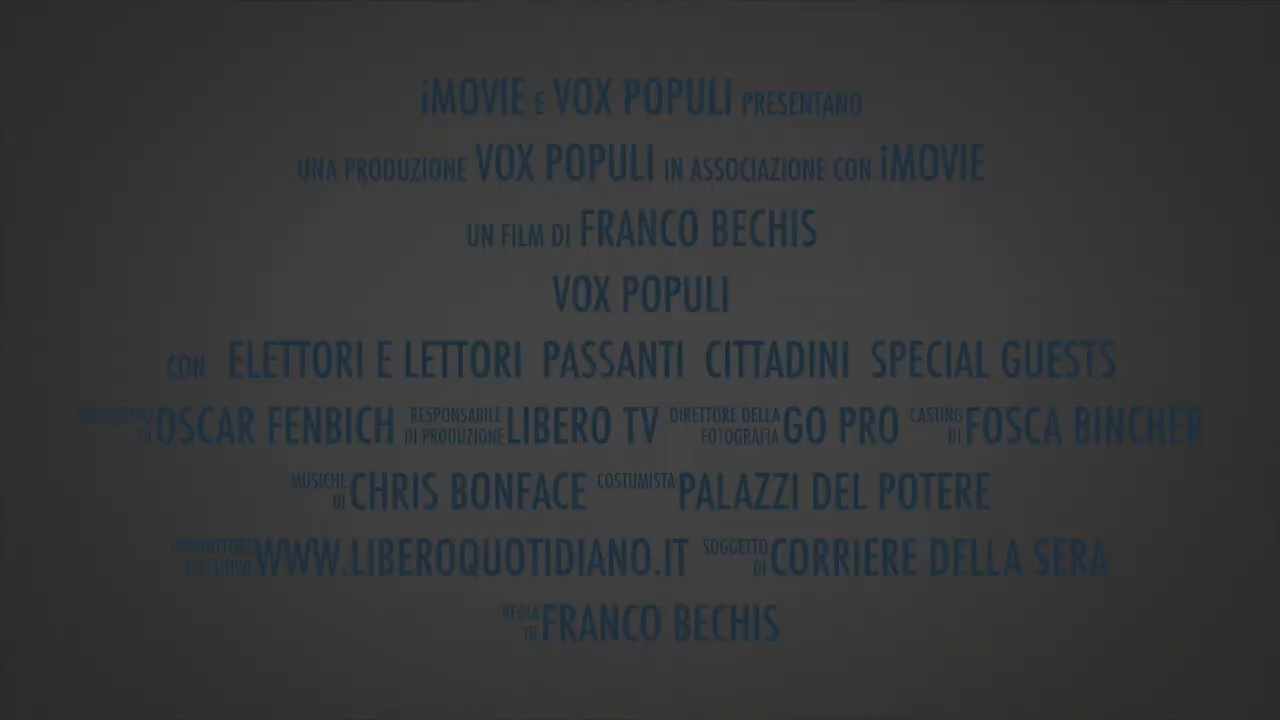 iMOVIE E VOX POPULI PRESENTANO
UNA PRODUZIONE VOX POPULI IN ASSOCIAZIONE CON iMOVIE
UN FILM DI FRANCO BECHIS
VOX POPULI
CON ELETTORI E LETTORI PASSANTI CITTADINI SPECIAL GUESTS
DI OSCAR FENBICH RESPONSABILE DI PRODUZIONE LIBERO TV DIRETTORE DELLA FOTOGRAFIA GO PRO CASTING DI FOSCA BINCHER
MUSICHE DI CHRIS BONFACE COSTUMISTA PALAZZI DEL POTERE
PRODUTTORE ESECUTIVO WWW.LIBEROQUOTIDIANO.IT SOGGETTO DI CORRIERE DELLA SERA
REGIA DI FRANCO BECHIS